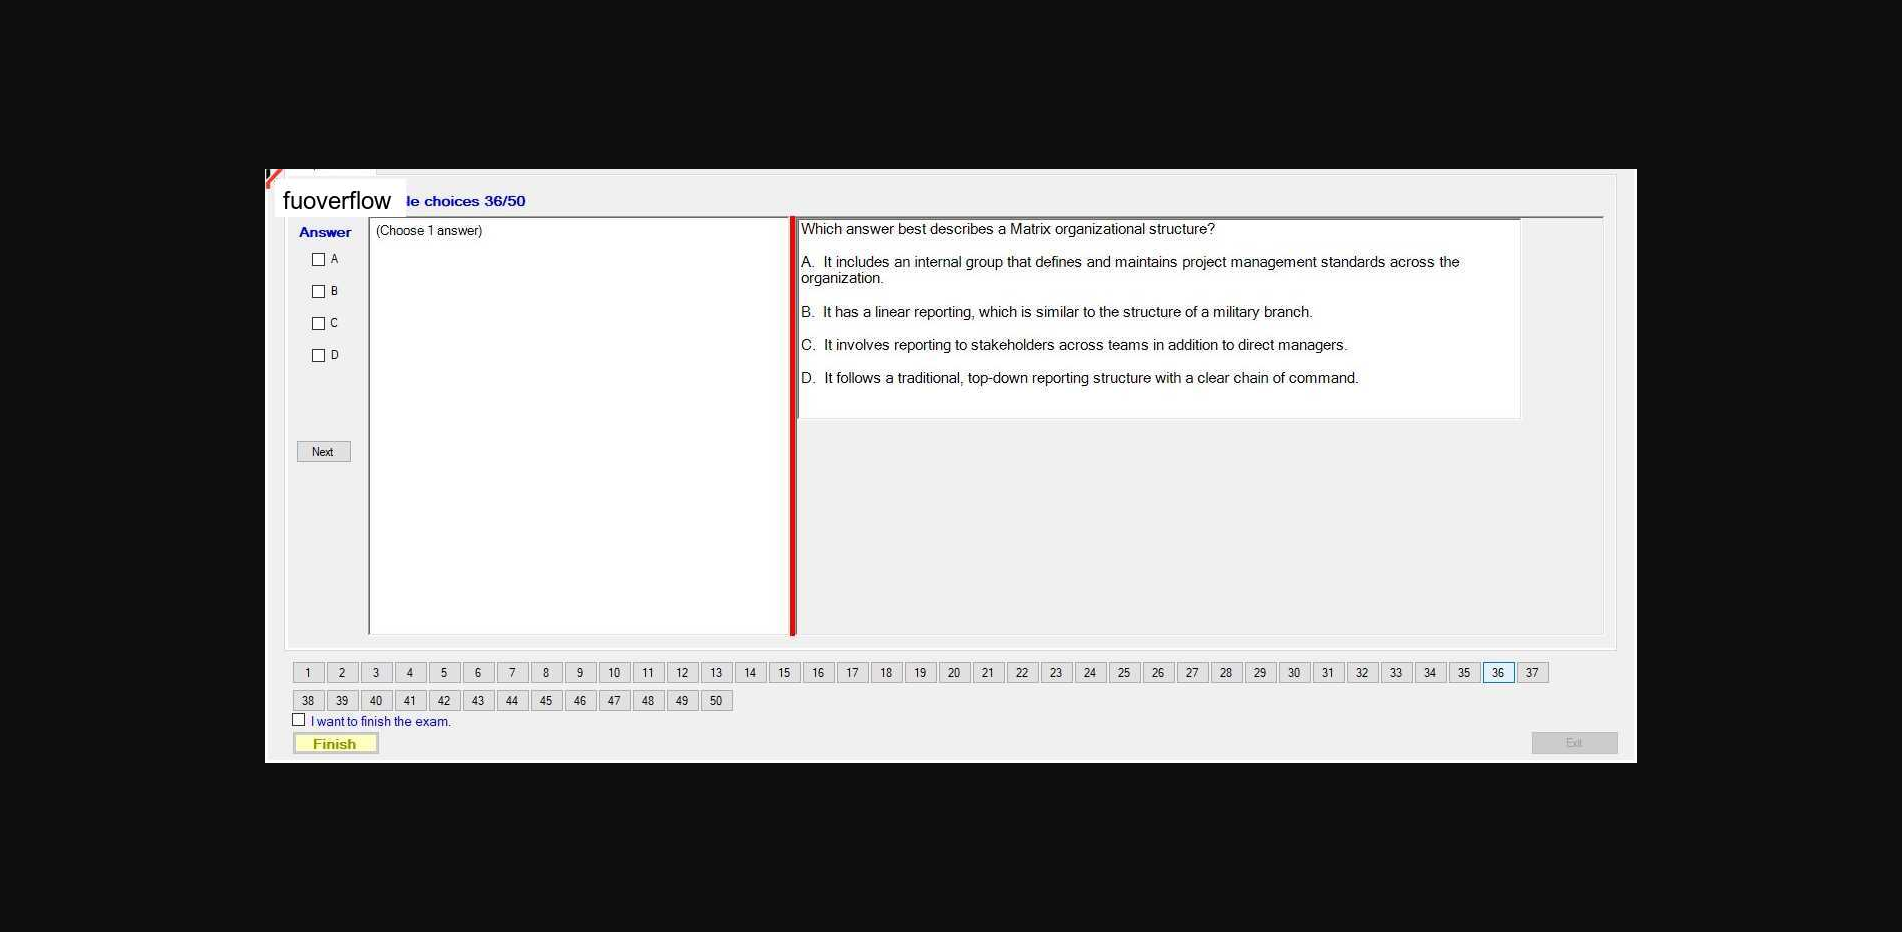 fuoverflow
le choices 36/50
Answer
(Choose 1 answer)
A
B
C
D
Next
Which answer best describes a Matrix organizational structure?
A. It includes an internal group that defines and maintains project management standards across the
organization.
B. It has a linear reporting, which is similar to the structure of a military branch.
C. It involves reporting to stakeholders across teams in addition to direct managers.
D. It follows a traditional, top-down reporting structure with a clear chain of command.
1 2 3 4 5 6 7 8 9 10 11 12 13 14 15 16 17 18 19 20 21 22 23 24 25 26 27 28 29 30 31 32 33 34 35 36 37
38 39 40 41 42 43 44 45 46 47 48 49 50
I want to finish the exam.
Finish
Exit